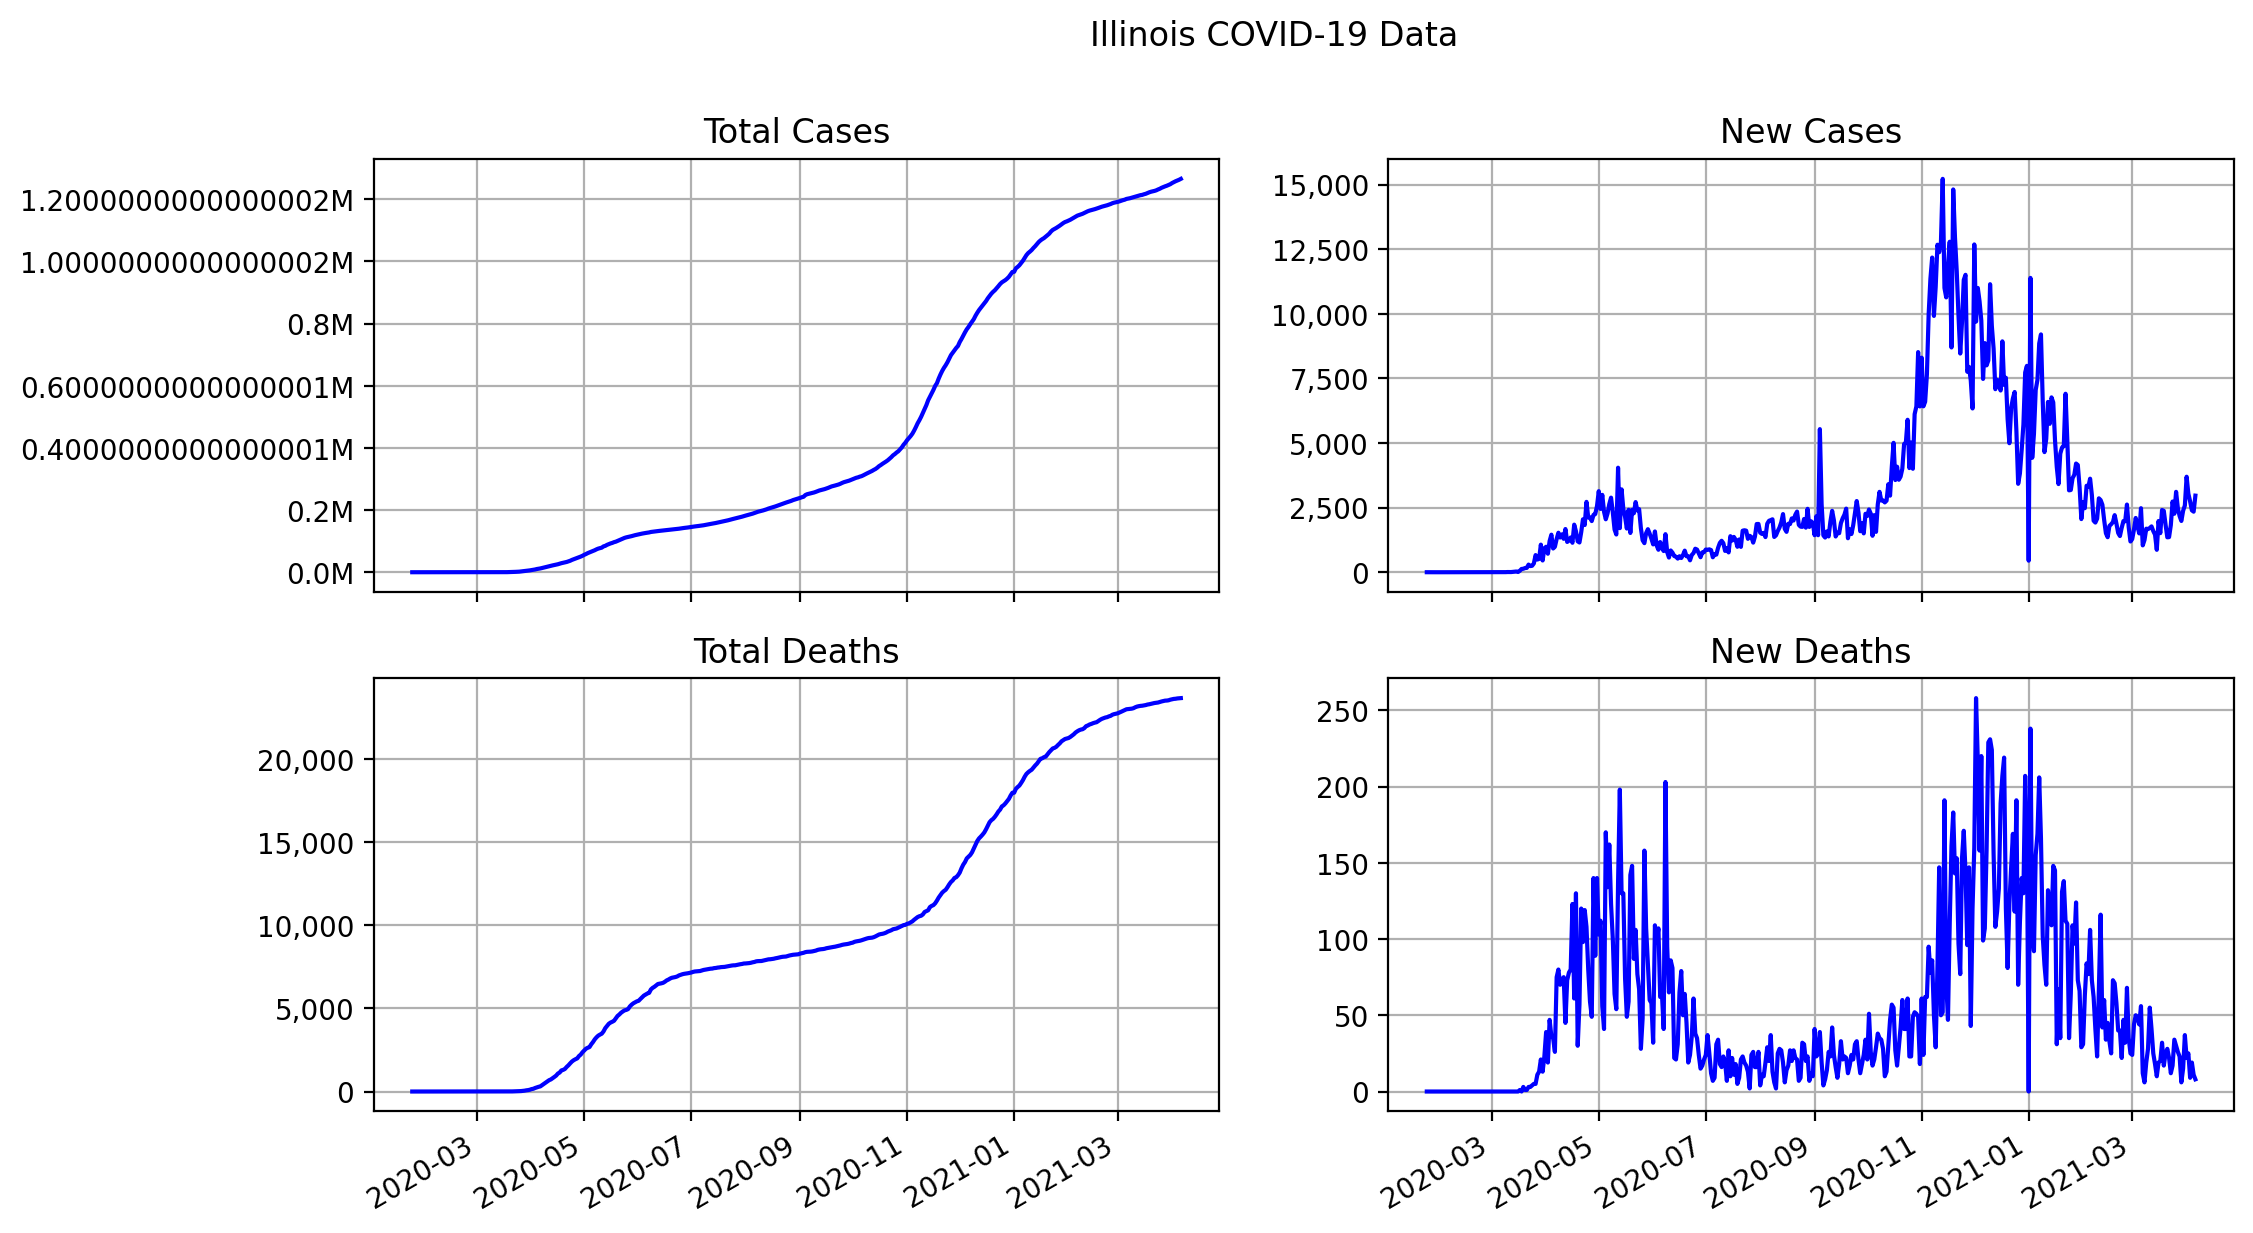 Illinois COVID-19 Data
Total Cases
1.2000000000000002M
1.0000000000000002M
0.8M
0.6000000000000001M
0.4000000000000001M
0.2M
0.0M
New Cases
15,000
12,500
10,000
7,500
5,000
2,500
0
Total Deaths
20,000
15,000
10,000
5,000
0
2020-03 2020-05 2020-07 2020-09 2020-11 2021-01 2021-03
New Deaths
250
200
150
100
50
0
2020-03 2020-05 2020-07 2020-09 2020-11 2021-01 2021-03